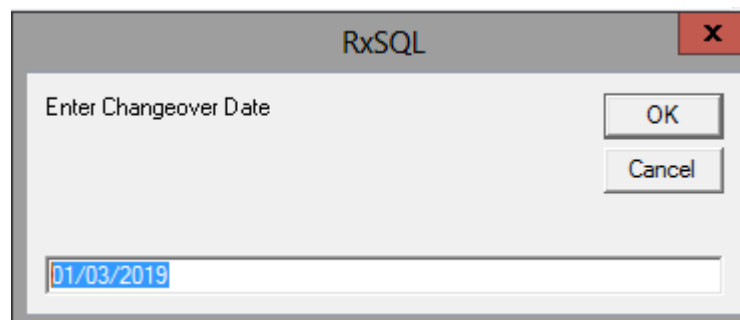 RxSQL
x
Enter Changeover Date
OK
Cancel
01/03/2019